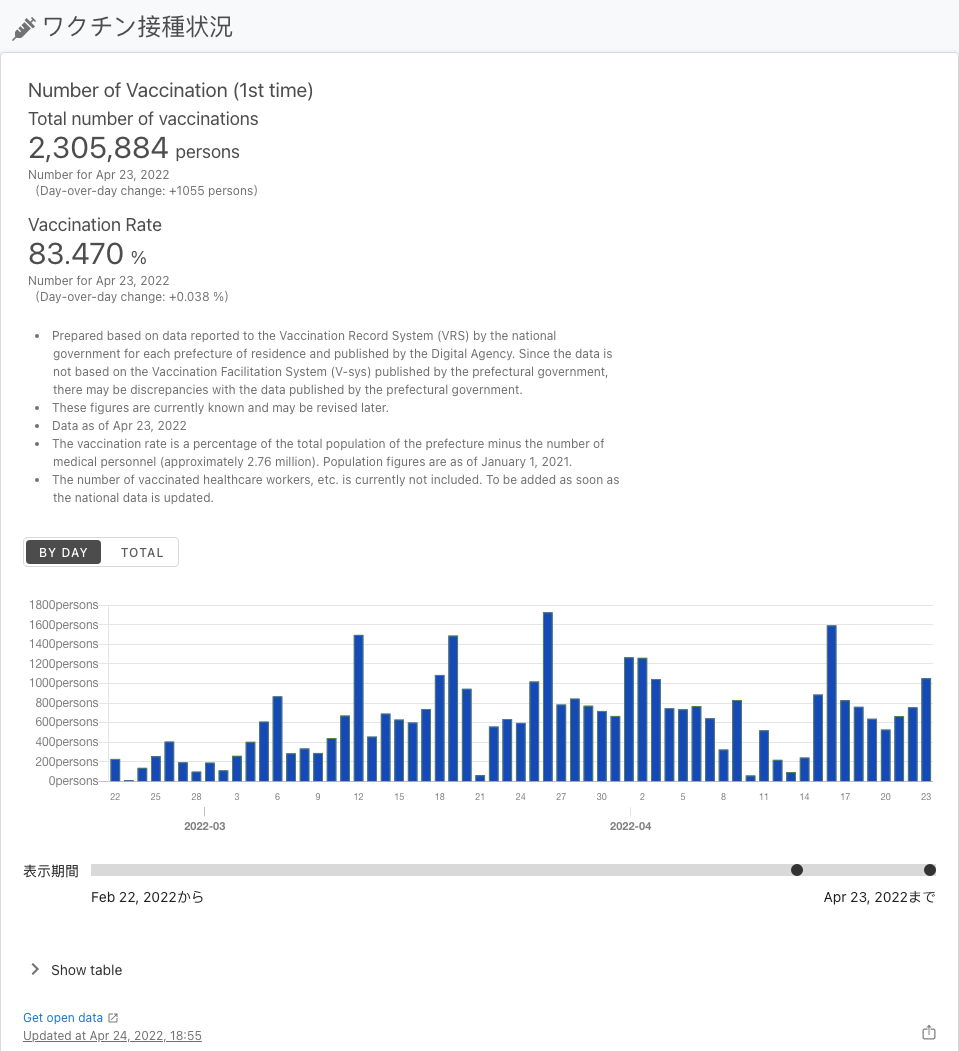 ワクチン接種状況
Number of Vaccination (1st time)
Total number of vaccinations
2,305,884 persons
Number for Apr 23, 2022
(Day-over-day change: +1055 persons)
Vaccination Rate
83.470 %
Number for Apr 23, 2022
(Day-over-day change: +0.038 %)
• Prepared based on data reported to the Vaccination Record System (VRS) by the national
government for each prefecture of residence and published by the Digital Agency. Since the data is
not based on the Vaccination Facilitation System (V-sys) published by the prefectural government,
there may be discrepancies with the data published by the prefectural government.
• These figures are currently known and may be revised later.
• Data as of Apr 23, 2022
• The vaccination rate is a percentage of the total population of the prefecture minus the number of
medical personnel (approximately 2.76 million). Population figures are as of January 1, 2021.
• The number of vaccinated healthcare workers, etc. is currently not included. To be added as soon as
the national data is updated.
BY DAY TOTAL
1800persons
1600persons
1400persons
1200persons
1000persons
800persons
600persons
400persons
200persons
0persons
22 25 28 3 6 9 12 15 18 21 24 27 30 2 5 8 11 14 17 20 23
2022-03 2022-04
表示期間
Feb 22, 2022から Apr 23, 2022まで
Show table
Get open data
Updated at Apr 24, 2022, 18:55